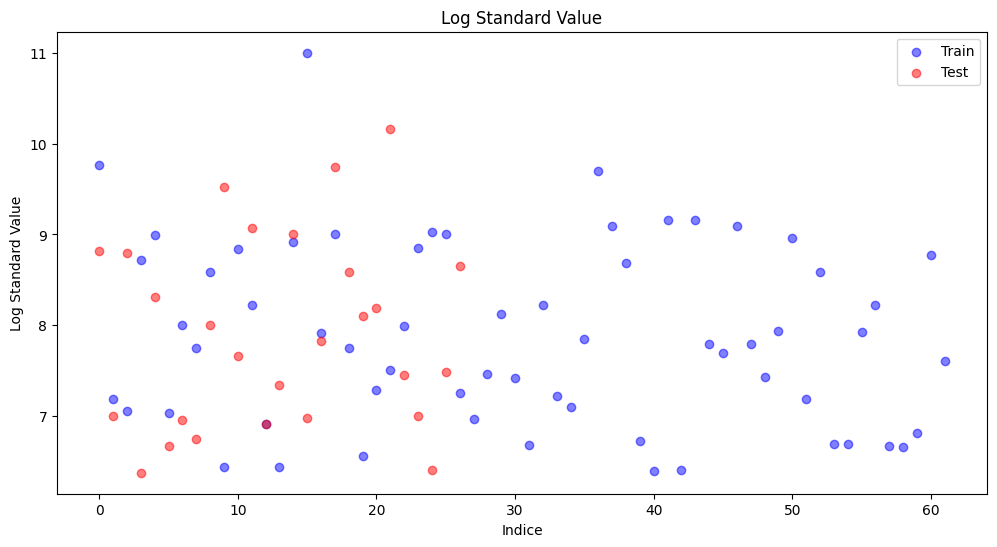 Log Standard Value
Train
Test
11
10
9
8
7
Log Standard Value
0 10 20 30 40 50 60
Indice